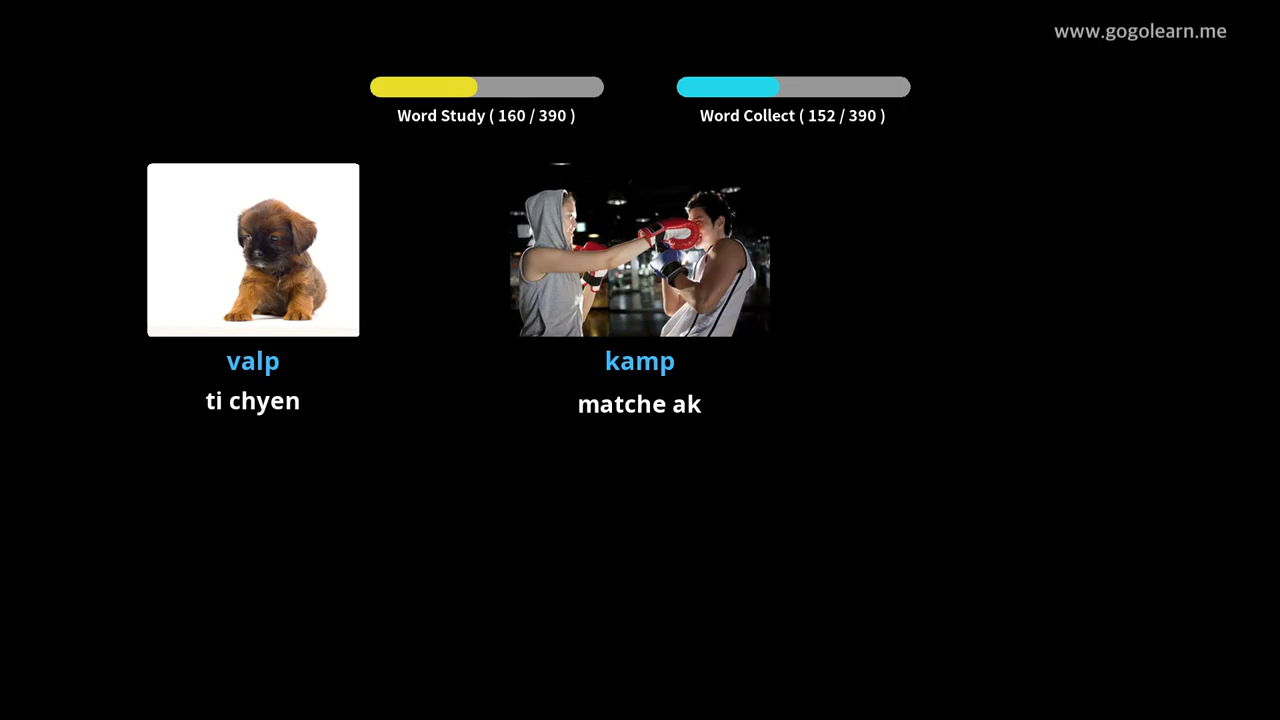 www.gogolearn.me
Word Study ( 160 / 390 )
Word Collect ( 152 / 390 )
valp
ti chyen
kamp
matche ak